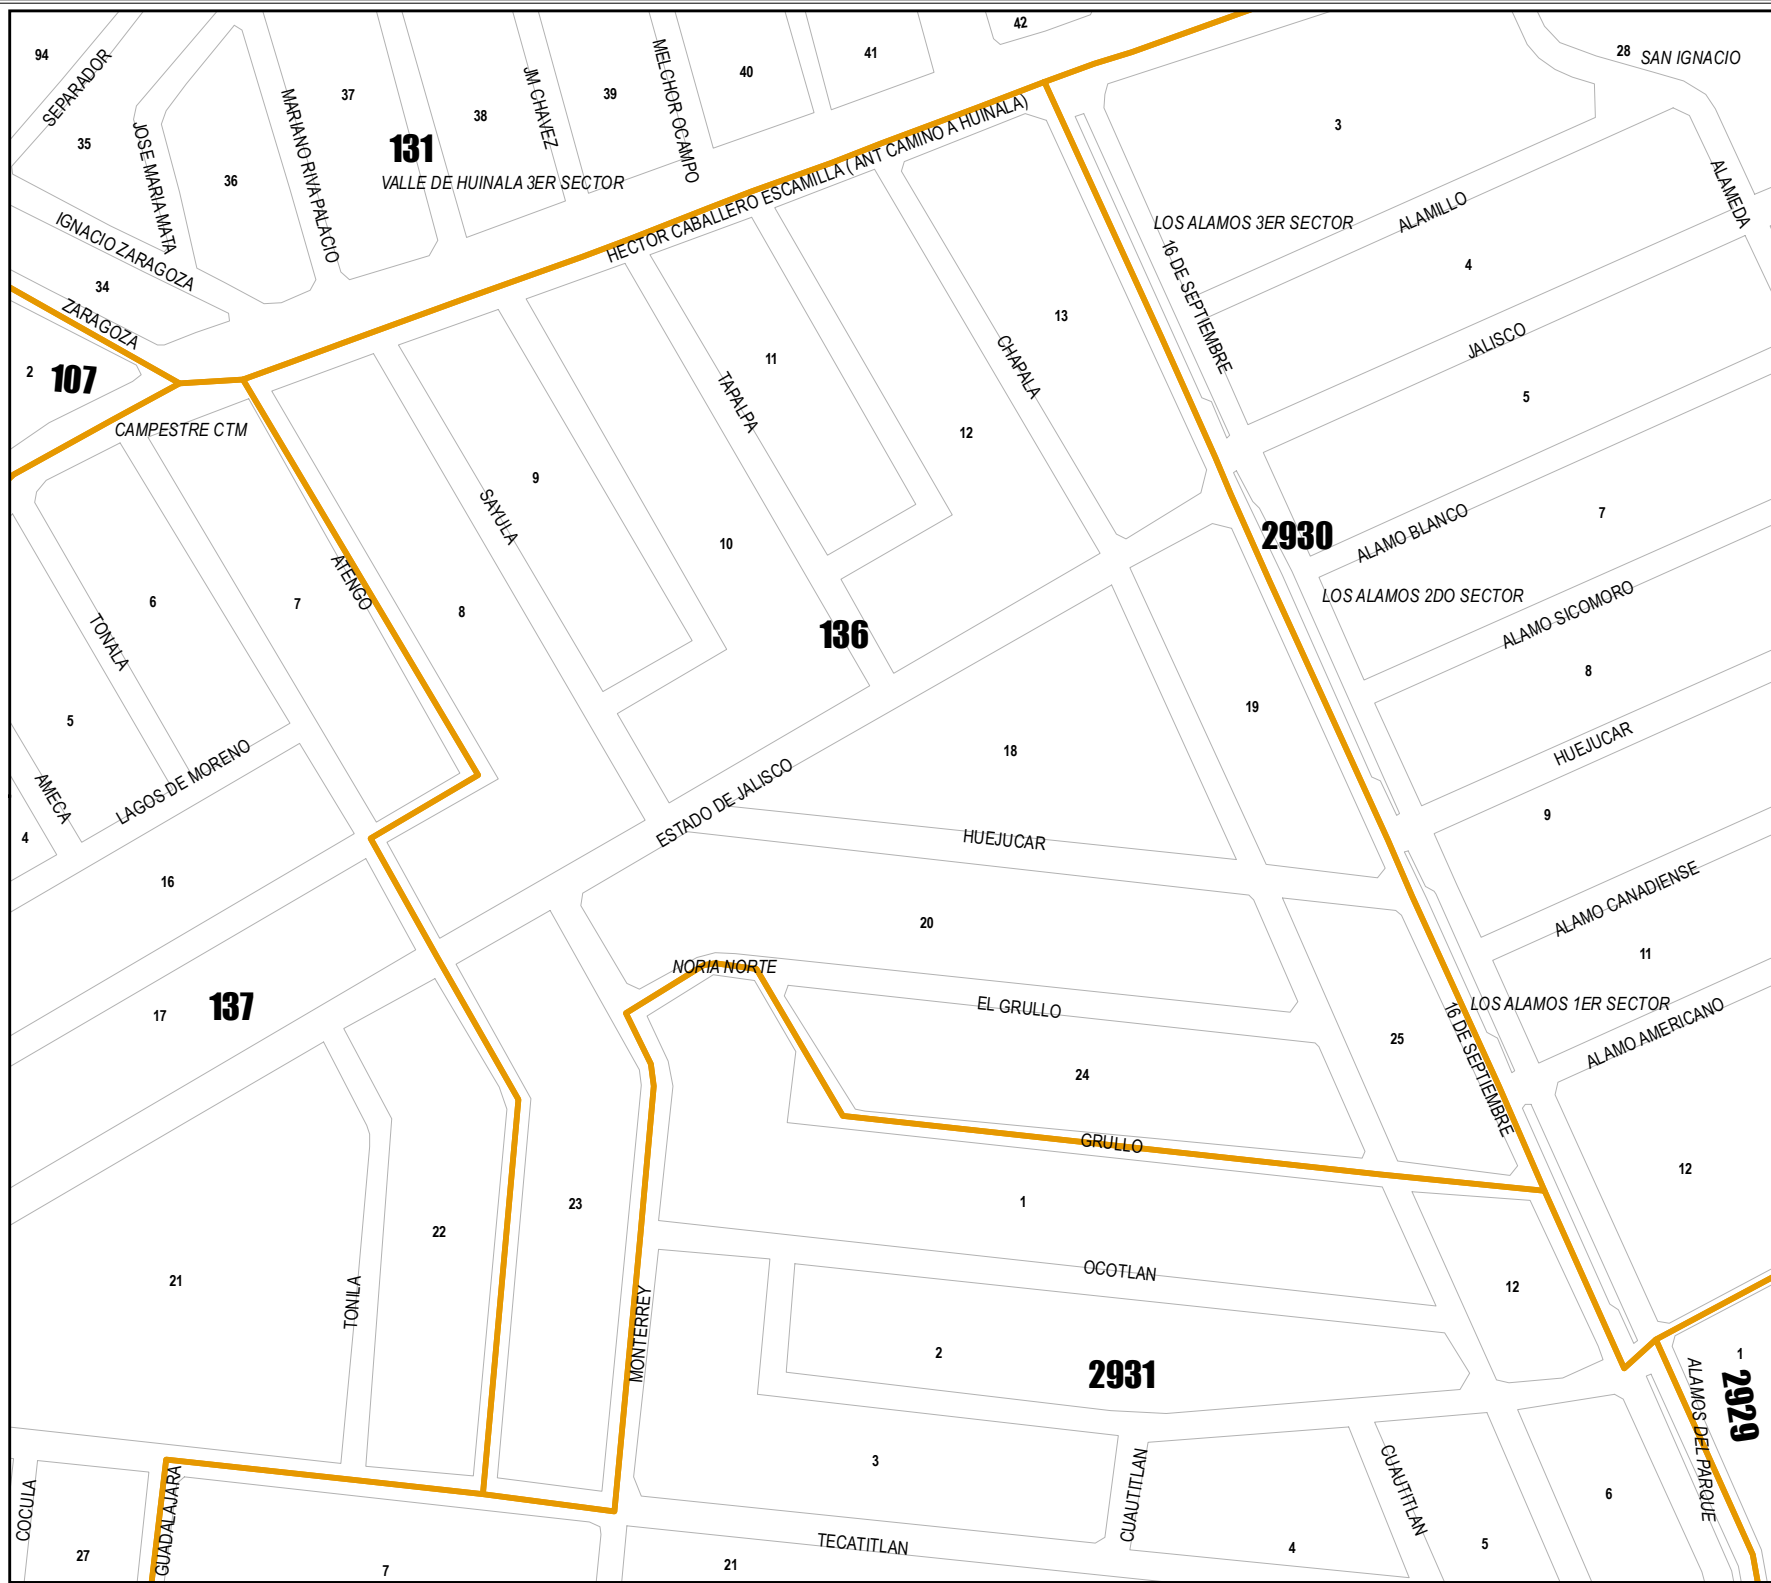 42
94
41
28
SAN IGNACIO
SEPARADOR
37
MARIANO RIVA PALACIO
38
JM CHAVEZ
39
MELCHOR OCAMPO
40
3
35
JOSE MARIA MATA
36
131
VALLE DE HUINALA 3ER SECTOR
HECTOR CABALLERO ESCAMILLA ( ANT CAMINO A HUINALA)
ALAMEDA
IGNACIO ZARAGOZA
LOS ALAMOS 3ER SECTOR
ALAMILLO
34
ZARAGOZA
16 DE SEPTIEMBRE
4
13
JALISCO
2
107
11
CHAPALA
TAPALPA
5
CAMPESTRE CTM
12
9
SAYULA
10
2930
ALAMO BLANCO
7
ATENGO
6
7
8
136
LOS ALAMOS 2DO SECTOR
ALAMO SICOMORO
TONALA
8
5
19
18
HUEJUCAR
LAGOS DE MORENO
AMECA
ESTADO DE JALISCO
4
HUEJUCAR
9
16
20
ALAMO CANADIENSE
NORIA NORTE
11
17
137
EL GRULLO
LOS ALAMOS 1ER SECTOR
16 DE SEPTIEMBRE
25
ALAMO AMERICANO
24
GRULLO
12
23
1
22
21
OCOTLAN
12
TONILA
MONTERREY
2
2931
1
2929
ALAMOS DEL PARQUE
3
CUAUTITLAN
CUAUTITLAN
6
COCULA
GUADALAJARA
27
7
21
TECATITLAN
4
5